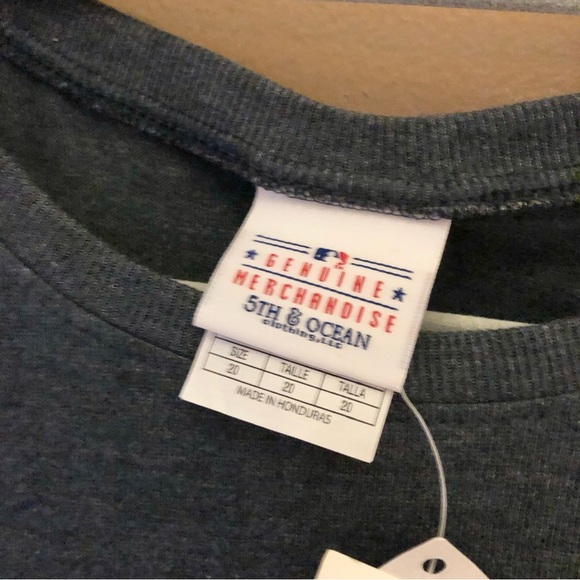 GENUINE
MERCHANDISE
5TH & OCEAN
clothing, LLC
SIZE TAILLE TALLA
20 20 20
MADE IN HONDURAS